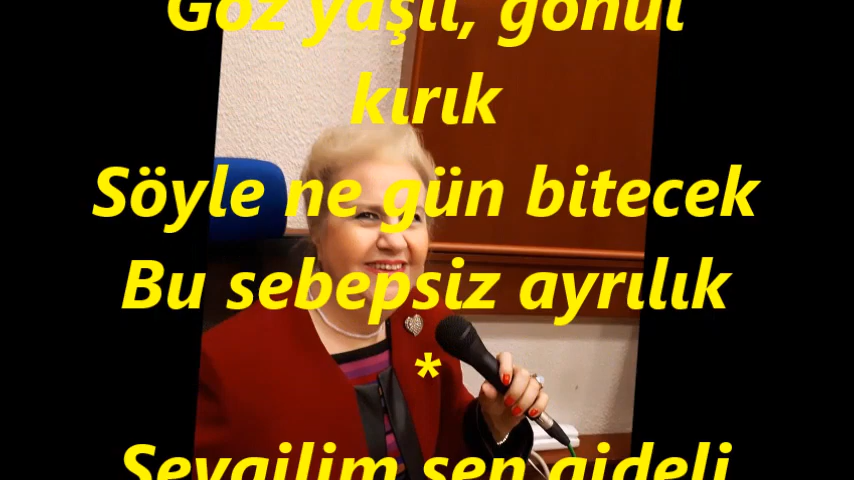 Göz yaşlı, gönül
kırık
Söyle ne gün bitecek
Bu sebepsiz ayrılık
*
Sevgilim sen gideli